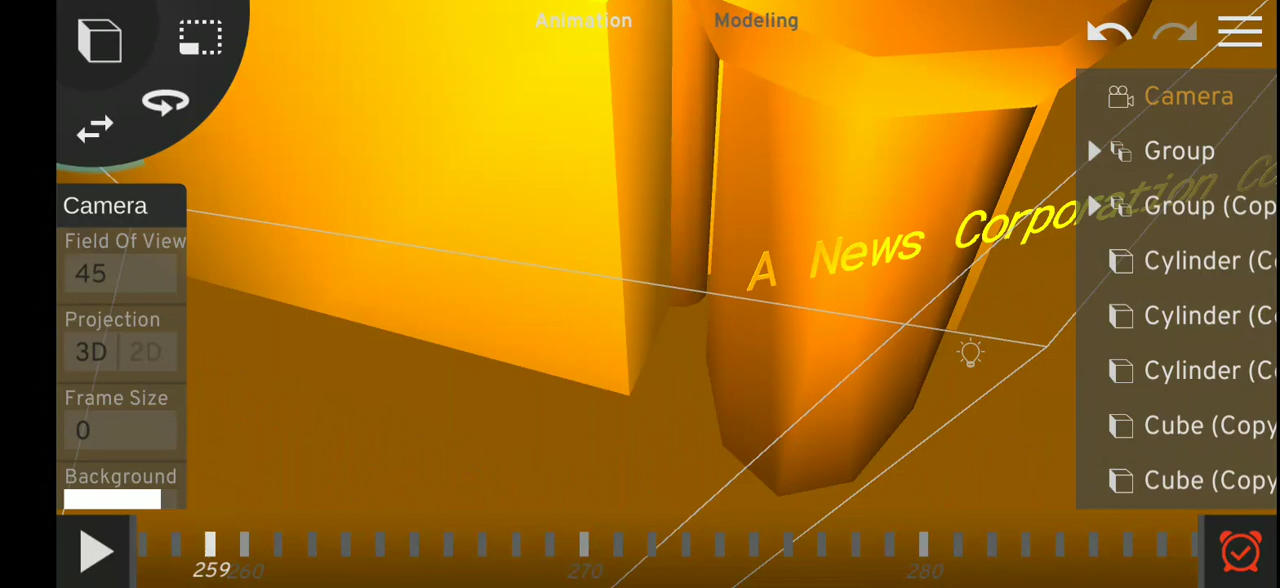 Animation Modeling
Camera
Group
Group (Cop
A News Corporation Co
Camera
Field Of View
45
Projection
3D 2D
Frame Size
0
Background
Cylinder (C
Cylinder (C
Cylinder (C
Cube (Copy
Cube (Copy
259 260 270 280